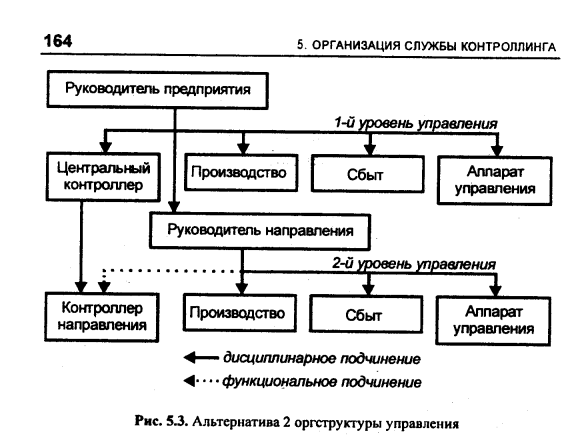 164
5. ОРГАНИЗАЦИЯ СЛУЖБЫ КОНТРОЛЛИНГА
Руководитель предприятия
1-й уровень управления
Центральный
контроллер
Производство
Сбыт
Аппарат
управления
Руководитель направления
2-й уровень управления
Контроллер
направления
Производство
Сбыт
Аппарат
управления
дисциплинарное подчинение
функциональное подчинение
Рис. 5.3. Альтернатива 2 оргструктуры управления